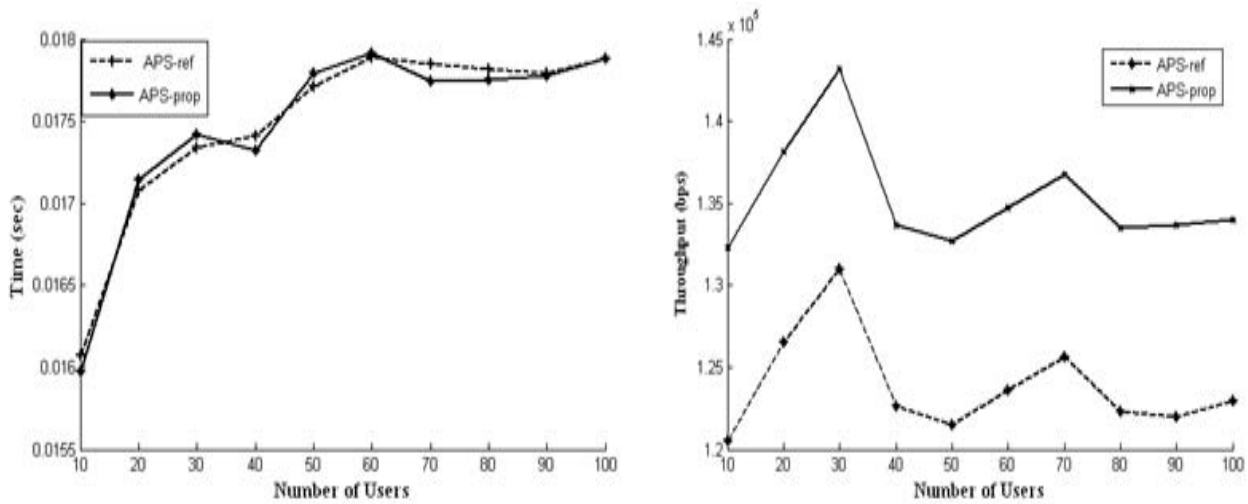 0.018
0.0175
0.017
0.0165
0.016
0.0155
Time (sec)
APS-ref
APS-prop
10 20 30 40 50 60 70 80 90 100
Number of Users
x 10^5
1.45
1.4
1.35
1.3
1.25
1.2
Throughput (bps)
APS-ref
APS-prop
10 20 30 40 50 60 70 80 90 100
Number of Users